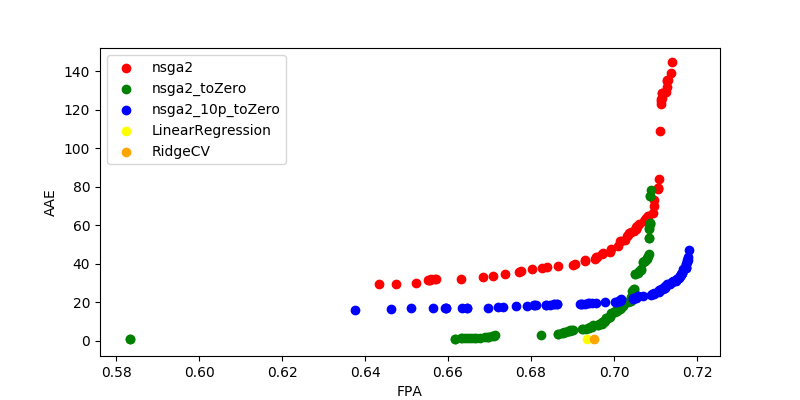 nsga2
nsga2_toZero
nsga2_10p_toZero
LinearRegression
RidgeCV
140
120
100
80
60
40
20
0
AAE
0.58 0.60 0.62 0.64 0.66 0.68 0.70 0.72
FPA